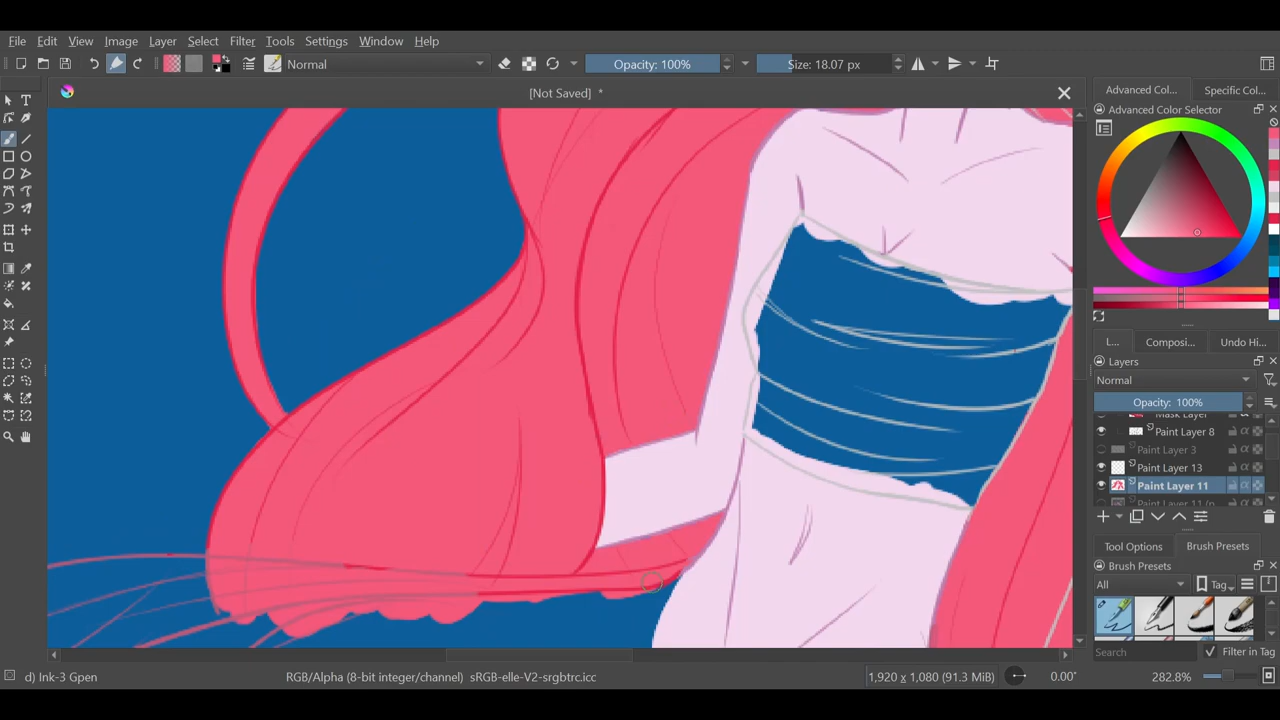 File Edit View Image Layer Select Filter Tools Settings Window Help
Normal Opacity: 100% Size: 18.07 px
[Not Saved] *
Advanced Col... Specific Col...
Advanced Color Selector
L... Composi... Undo Hi...
Layers
Normal
Opacity: 100%
Mask Layer
Paint Layer 8
Paint Layer 3
Paint Layer 13
Paint Layer 11
Paint Layer 11 (p
Tool Options Brush Presets
Brush Presets
All Tag
Search Filter in Tag
d) Ink-3 Gpen RGB/Alpha (8-bit integer/channel) sRGB-elle-V2-srgbtrc.icc 1,920 x 1,080 (91.3 MiB) 0.00° 282.8%